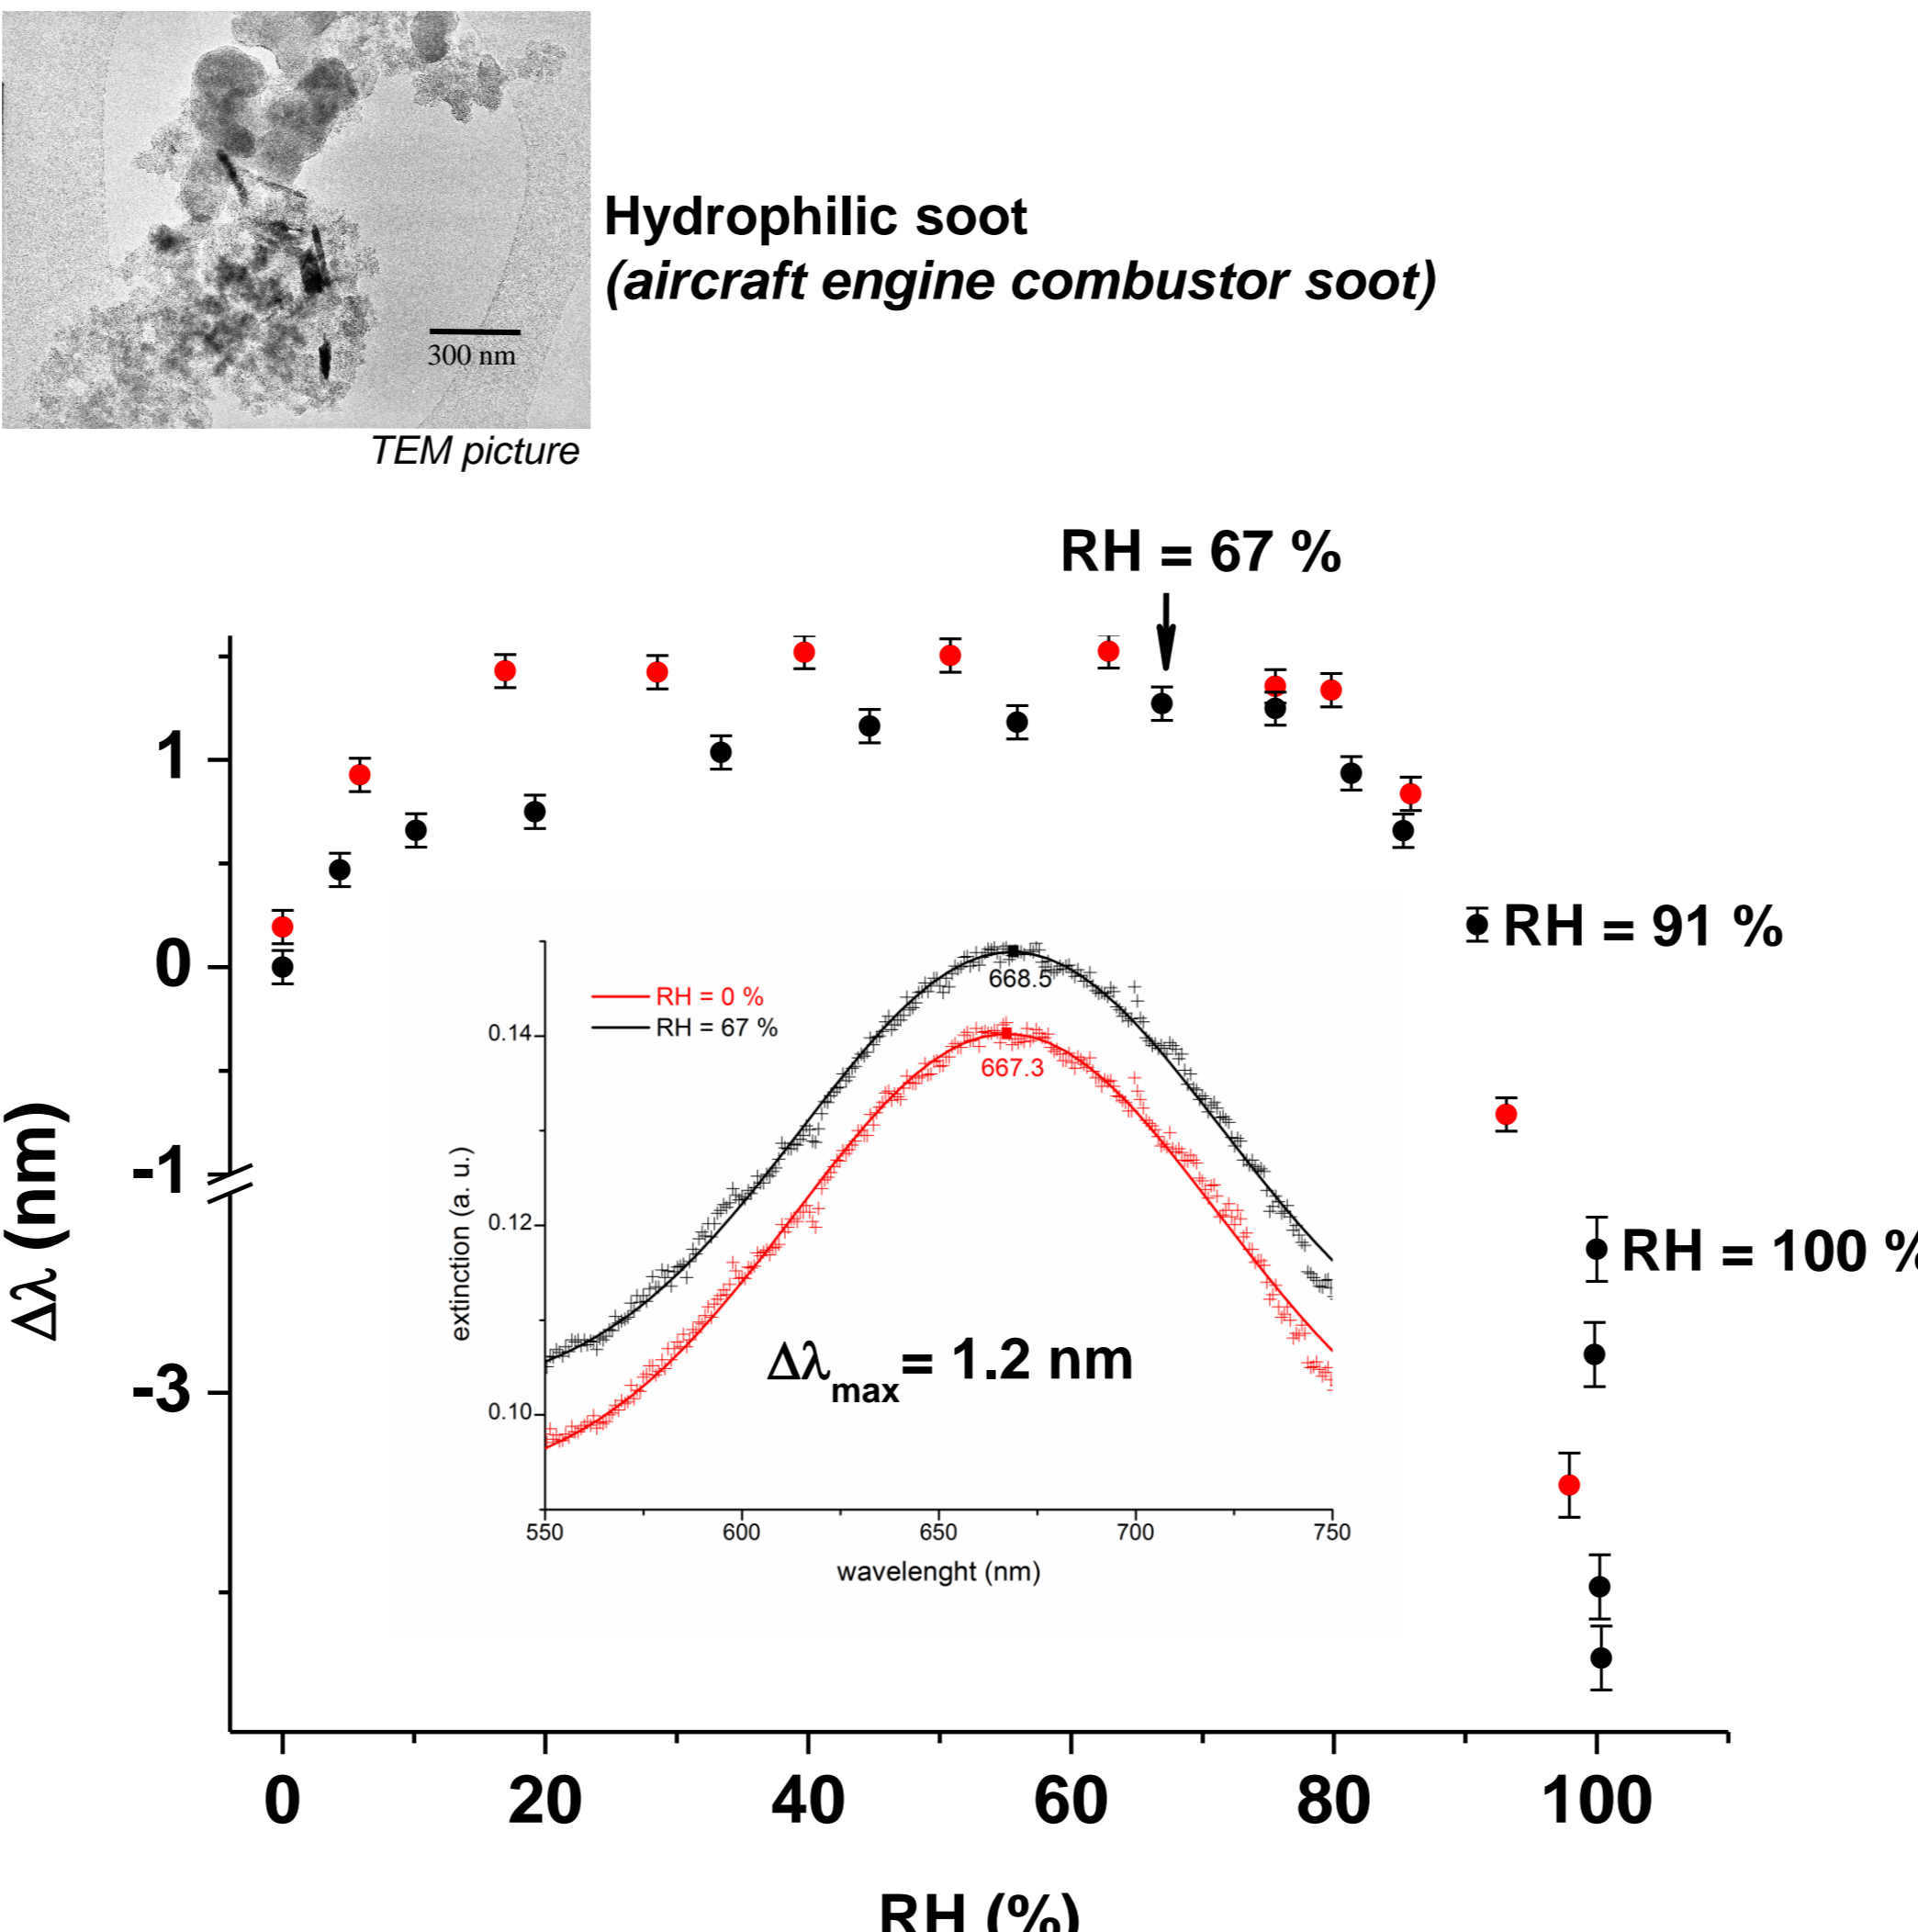 Hydrophilic soot
(aircraft engine combustor soot)
300 nm
TEM picture
RH = 67 %
1
0
-1
-3
Δλ (nm)
RH = 91 %
RH = 100 %
RH = 0 %
RH = 67 %
668.5
667.3
0.14
0.12
0.10
extinction (a. u.)
Δλmax= 1.2 nm
550 600 650 700 750
wavelenght (nm)
0 20 40 60 80 100
RH (%)